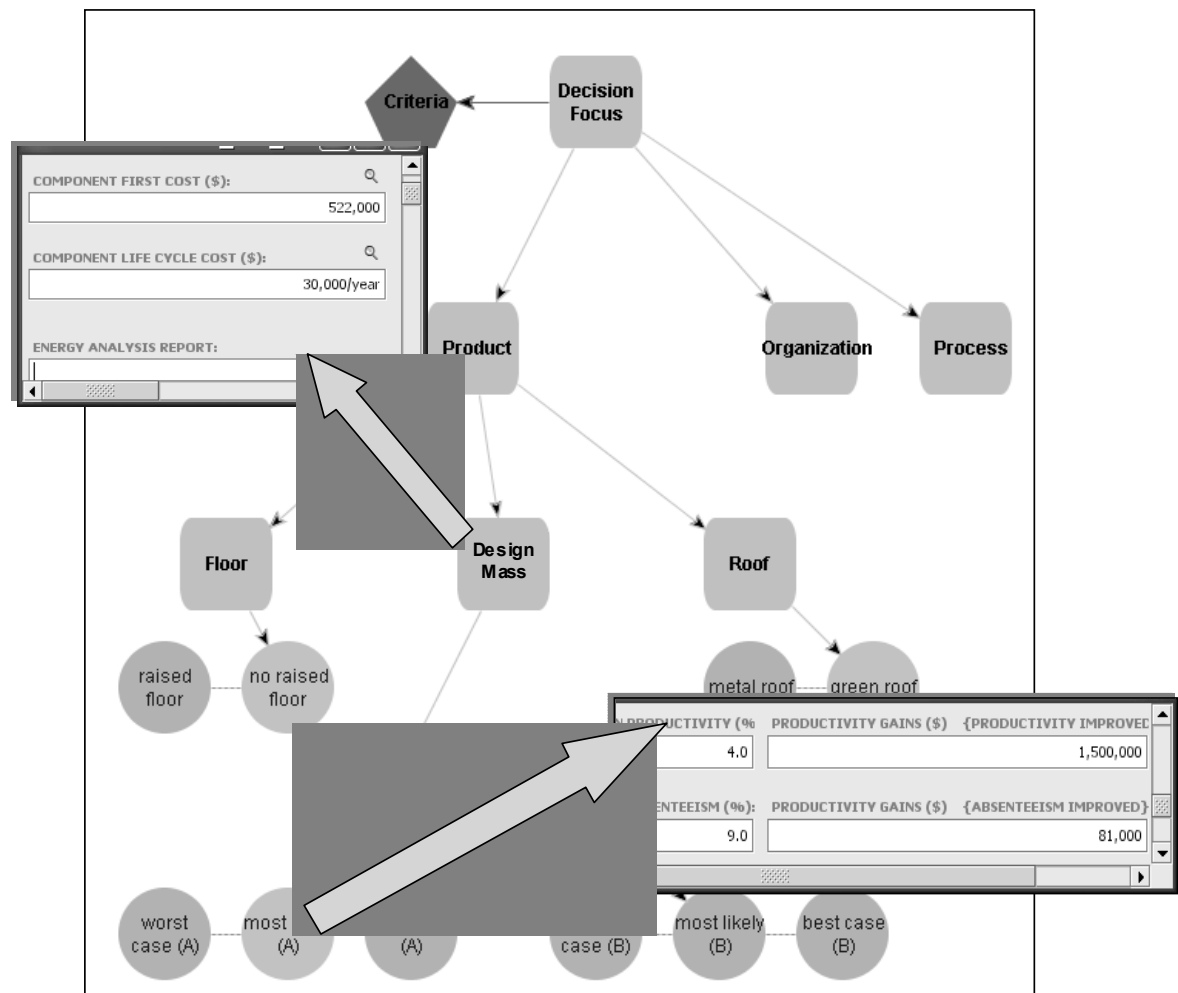 Criteria
Decision
Focus
COMPONENT FIRST COST ($):
522,000
COMPONENT LIFE CYCLE COST ($):
30,000/year
ENERGY ANALYSIS REPORT:
Product
Organization
Process
Floor
Design
Mass
Roof
raised
floor
no raised
floor
metal roof
green roof
PRODUCTIVITY (%
PRODUCTIVITY GAINS ($) {PRODUCTIVITY IMPROVED
4.0
1,500,000
(%):
PRODUCTIVITY GAINS ($) {ABSENTEEISM IMPROVED}
9.0
81,000
worst
case (A)
most
(A)
(A)
case (B)
most likely
(B)
best case
(B)